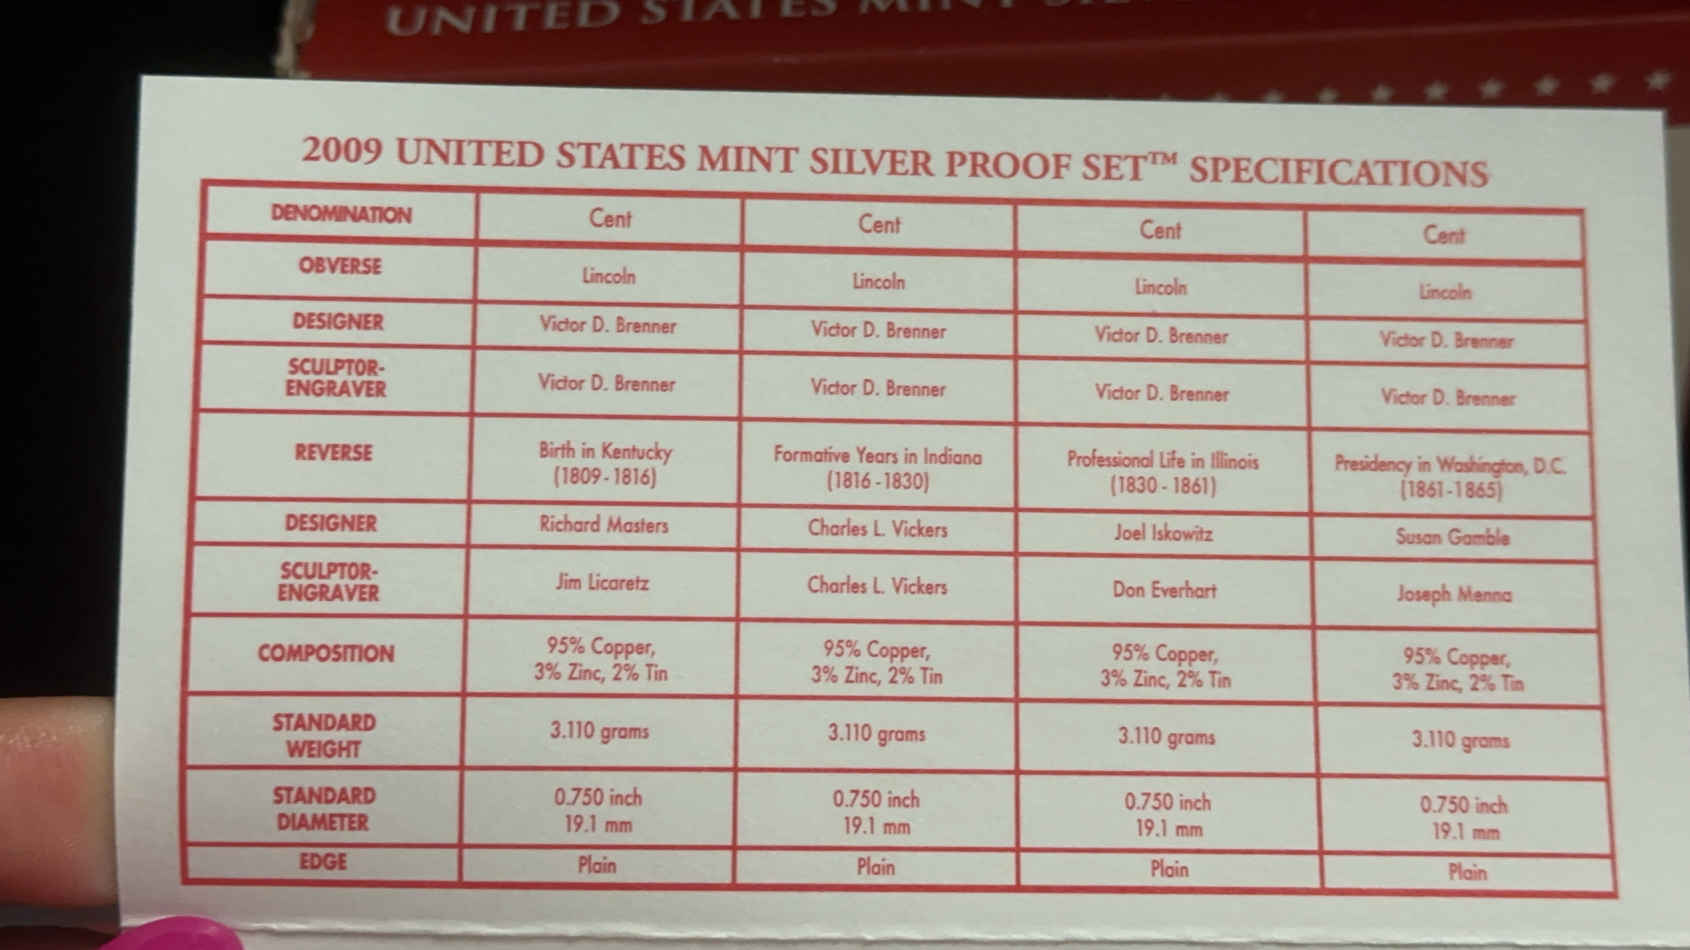 UNITED STATES MINT
2009 UNITED STATES MINT SILVER PROOF SET™ SPECIFICATIONS
DENOMINATION Cent Cent Cent Cent
OBVERSE Lincoln Lincoln Lincoln Lincoln
DESIGNER Victor D. Brenner Victor D. Brenner Victor D. Brenner Victor D. Brenner
SCULPTOR-
ENGRAVER Victor D. Brenner Victor D. Brenner Victor D. Brenner Victor D. Brenner
REVERSE Birth in Kentucky Formative Years in Indiana Professional Life in Illinois Presidency in Washington, D.C.
(1809-1816) (1816-1830) (1830-1861) (1861-1865)
DESIGNER Richard Masters Charles L. Vickers Joel Iskowitz Susan Gamble
SCULPTOR-
ENGRAVER Jim Licaretz Charles L. Vickers Don Everhart Joseph Menna
COMPOSITION 95% Copper, 95% Copper, 95% Copper, 95% Copper,
3% Zinc, 2% Tin 3% Zinc, 2% Tin 3% Zinc, 2% Tin 3% Zinc, 2% Tin
STANDARD
WEIGHT 3.110 grams 3.110 grams 3.110 grams 3.110 grams
STANDARD 0.750 inch 0.750 inch 0.750 inch 0.750 inch
DIAMETER 19.1 mm 19.1 mm 19.1 mm 19.1 mm
EDGE Plain Plain Plain Plain